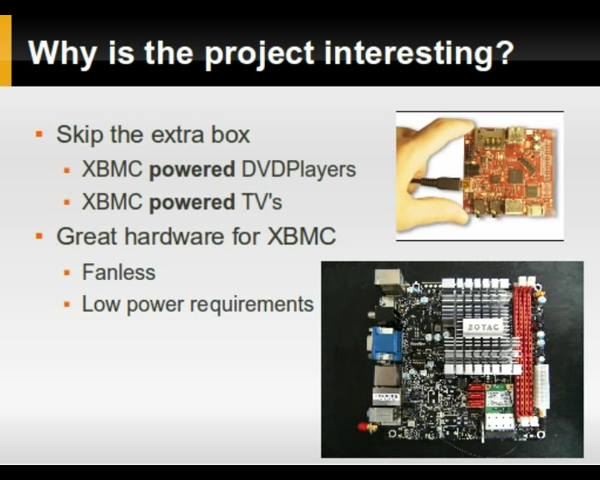 Why is the project interesting?
Skip the extra box
XBMC powered DVDPlayers
XBMC powered TV's
Great hardware for XBMC
Fanless
Low power requirements
ZOTAC